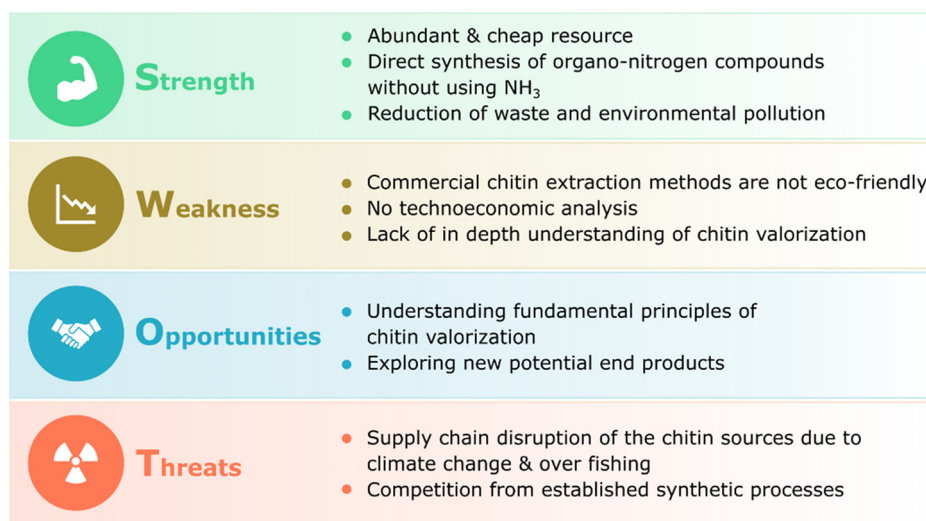 Strength
• Abundant & cheap resource
• Direct synthesis of organo-nitrogen compounds
without using NH₃
• Reduction of waste and environmental pollution
Weakness
• Commercial chitin extraction methods are not eco-friendly
• No technoeconomic analysis
• Lack of in depth understanding of chitin valorization
Opportunities
• Understanding fundamental principles of
chitin valorization
• Exploring new potential end products
Threats
• Supply chain disruption of the chitin sources due to
climate change & over fishing
• Competition from established synthetic processes